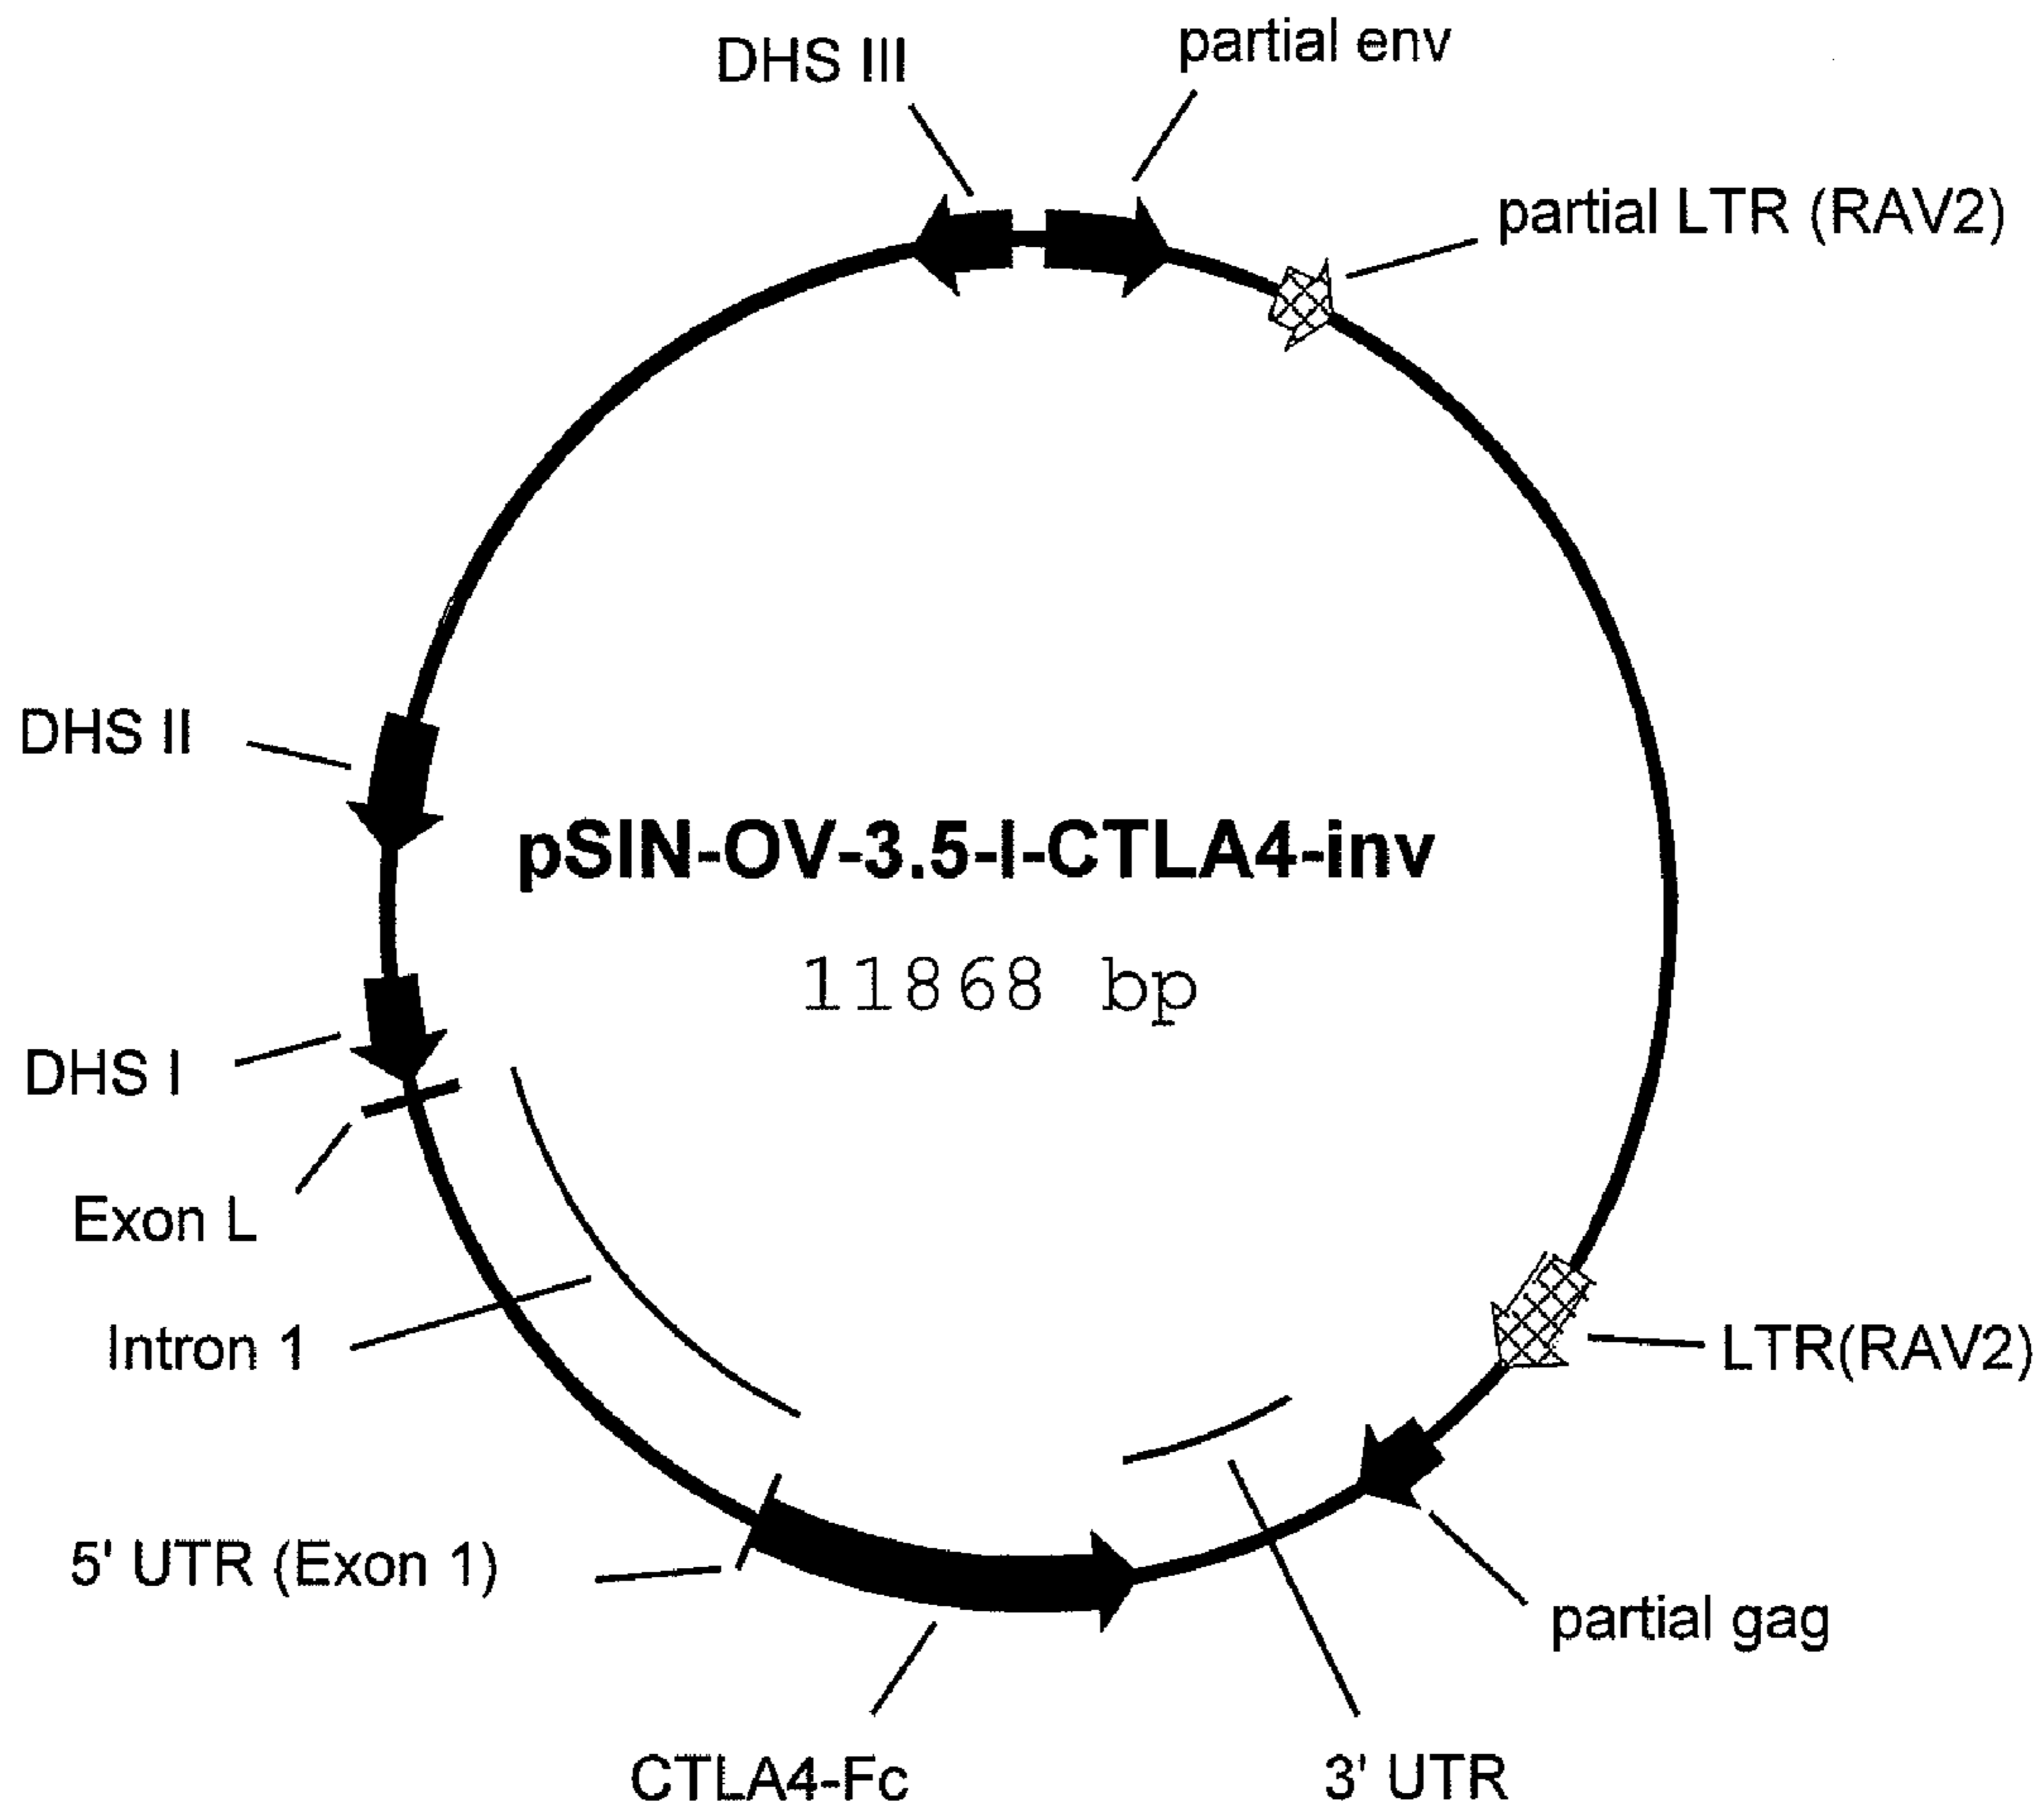 partial env
DHS III
partial LTR (RAV2)
DHS II
pSIN-OV-3.5-I-CTLA4-inv
11868 bp
DHS I
Exon L
Intron 1
LTR(RAV2)
5' UTR (Exon 1)
partial gag
CTLA4-Fc
3' UTR